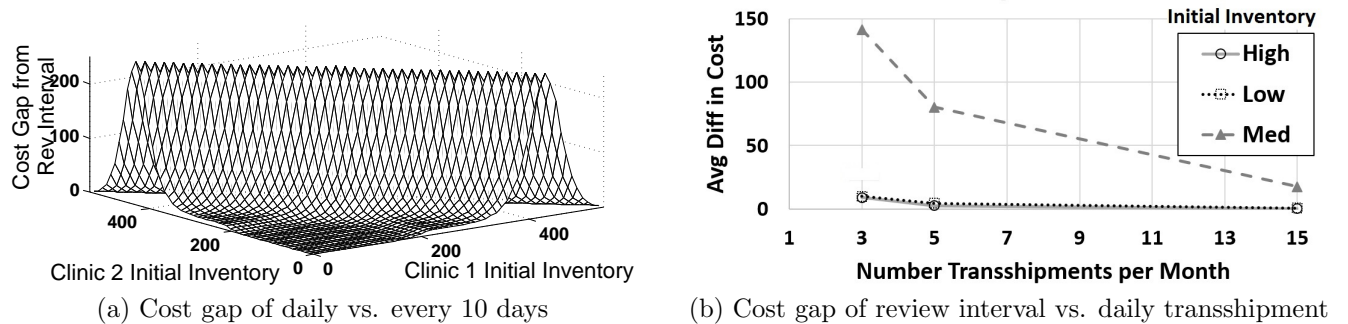 Cost Gap from
Rev Interval
200
100
0
400
200
0
0
200
400
Clinic 2 Initial Inventory
Clinic 1 Initial Inventory
(a) Cost gap of daily vs. every 10 days
Initial Inventory
High
Low
Med
Avg Diff in Cost
150
100
50
0
1 3 5 7 9 11 13 15
Number Transshipments per Month
(b) Cost gap of review interval vs. daily transshipment